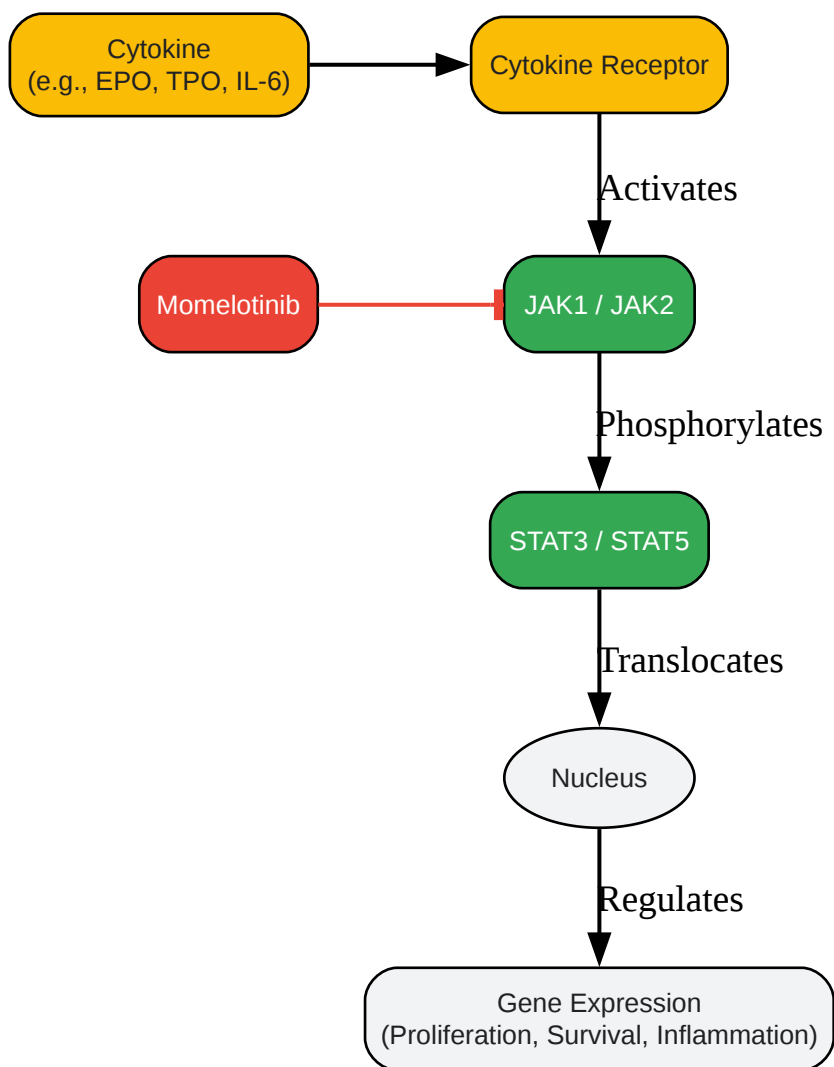 Cytokine
(e.g., EPO, TPO, IL-6)
Cytokine Receptor
Activates
Momelotinib
JAK1 / JAK2
Phosphorylates
STAT3 / STAT5
Translocates
Nucleus
Regulates
Gene Expression
(Proliferation, Survival, Inflammation)